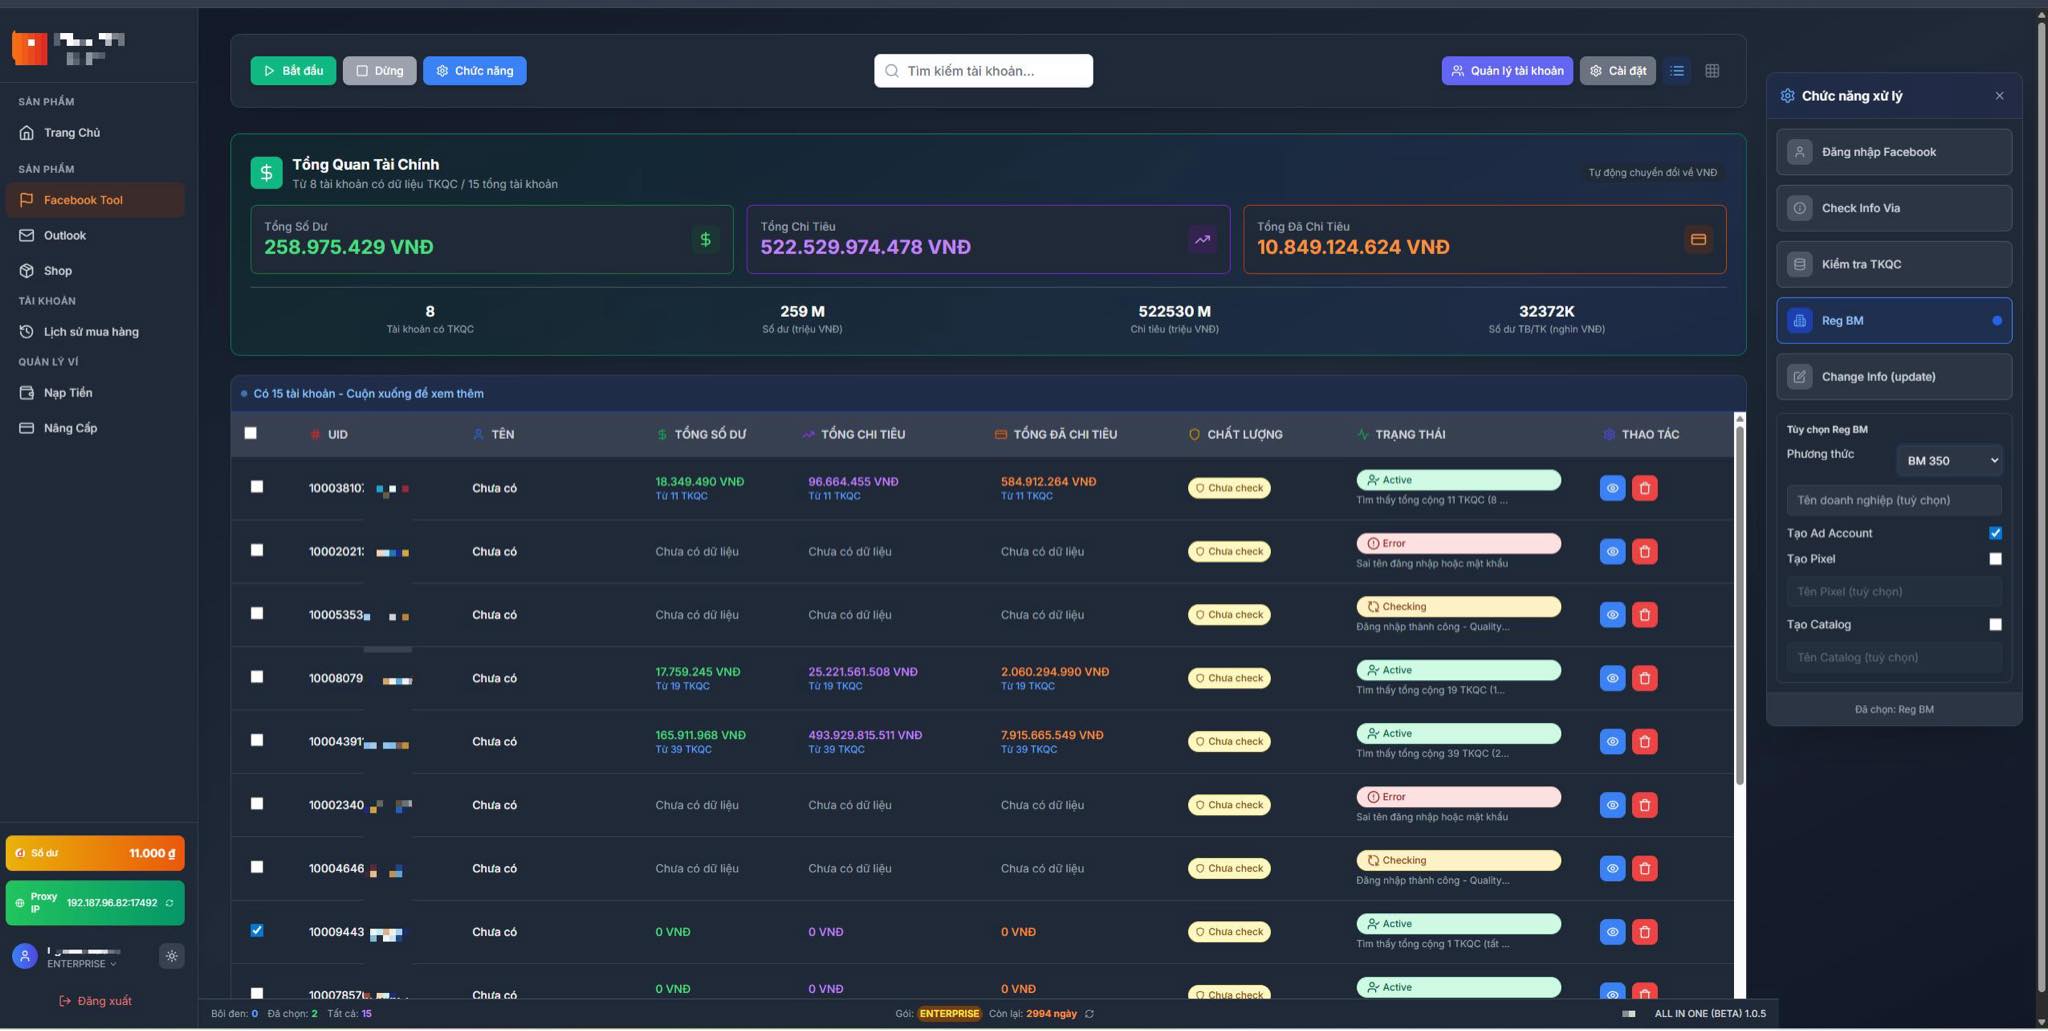 SẢN PHẨM
Trang Chủ
SẢN PHẨM
Facebook Tool
Outlook
Shop
TÀI KHOẢN
Lịch sử mua hàng
QUẢN LÝ VÍ
Nạp Tiền
Nâng Cấp
Số dư 11.000 ₫
Proxy IP 192.187.96.82:17492
ENTERPRISE
Đăng xuất
Bắt đầu Dừng Chức năng
Tìm kiếm tài khoản...
Quản lý tài khoản Cài đặt
Tổng Quan Tài Chính
Từ 8 tài khoản có dữ liệu TKQC / 15 tổng tài khoản
Tự động chuyển đổi về VNĐ
Tổng Số Dư
258.975.429 VNĐ
Tổng Chi Tiêu
522.529.974.478 VNĐ
Tổng Đã Chi Tiêu
10.849.124.624 VNĐ
8
Tài khoản có TKQC
259 M
Số dư (triệu VNĐ)
522530 M
Chi tiêu (triệu VNĐ)
32372K
Số dư TB/TK (nghìn VNĐ)
Có 15 tài khoản - Cuộn xuống để xem thêm
UID TÊN TỔNG SỐ DƯ TỔNG CHI TIÊU TỔNG ĐÃ CHI TIÊU CHẤT LƯỢNG TRẠNG THÁI THAO TÁC
10003810 Chưa có 18.349.490 VNĐ 96.664.455 VNĐ 584.912.264 VNĐ Chưa check Active
Từ 11 TKQC Từ 11 TKQC Từ 11 TKQC Tìm thấy tổng cộng 11 TKQC (8 ...
10002021 Chưa có Chưa có dữ liệu Chưa có dữ liệu Chưa có dữ liệu Chưa check Error
Sai tên đăng nhập hoặc mật khẩu
10005353 Chưa có Chưa có dữ liệu Chưa có dữ liệu Chưa có dữ liệu Chưa check Checking
Đăng nhập thành công - Quality...
10008079 Chưa có 17.759.245 VNĐ 25.221.561.508 VNĐ 2.060.294.990 VNĐ Chưa check Active
Từ 19 TKQC Từ 19 TKQC Từ 19 TKQC Tìm thấy tổng cộng 19 TKQC (1...
10004391 Chưa có 165.911.968 VNĐ 493.929.815.511 VNĐ 7.915.665.549 VNĐ Chưa check Active
Từ 39 TKQC Từ 39 TKQC Từ 39 TKQC Tìm thấy tổng cộng 39 TKQC (2...
10002340 Chưa có Chưa có dữ liệu Chưa có dữ liệu Chưa có dữ liệu Chưa check Error
Sai tên đăng nhập hoặc mật khẩu
10004646 Chưa có Chưa có dữ liệu Chưa có dữ liệu Chưa có dữ liệu Chưa check Checking
Đăng nhập thành công - Quality...
10009443 Chưa có 0 VNĐ 0 VNĐ 0 VNĐ Chưa check Active
Tìm thấy tổng cộng 1 TKQC (tất ...
1000785 Chưa có 0 VNĐ 0 VNĐ 0 VNĐ Chưa check Active
Bôi đen: 0 Đã chọn: 2 Tất cả: 15
Gói: ENTERPRISE Còn lại: 2994 ngày
ALL IN ONE (BETA) 1.0.5
Chức năng xử lý
Đăng nhập Facebook
Check Info Via
Kiểm tra TKQC
Reg BM
Change Info (update)
Tùy chọn Reg BM
Phương thức BM 350
Tên doanh nghiệp (tuỳ chọn)
Tạo Ad Account
Tạo Pixel
Tên Pixel (tuỳ chọn)
Tạo Catalog
Tên Catalog (tuỳ chọn)
Đã chọn: Reg BM